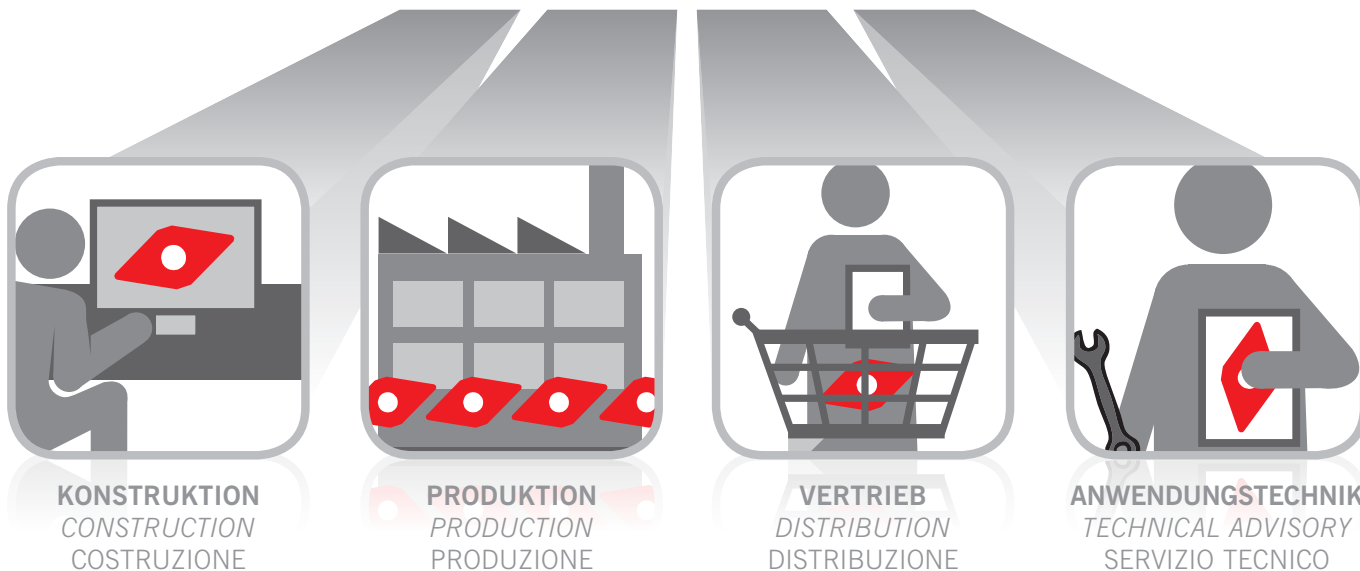 KONSTRUKTION
CONSTRUCTION
COSTRUZIONE
PRODUKTION
PRODUCTION
PRODUZIONE
VERTRIEB
DISTRIBUTION
DISTRIBUZIONE
ANWENDUNGSTECHNIK
TECHNICAL ADVISORY
SERVIZIO TECNICO